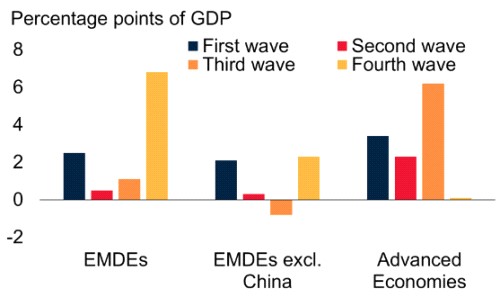 Percentage points of GDP
8
6
4
2
0
-2
First wave
Second wave
Third wave
Fourth wave
EMDEs
EMDEs excl.
China
Advanced
Economies